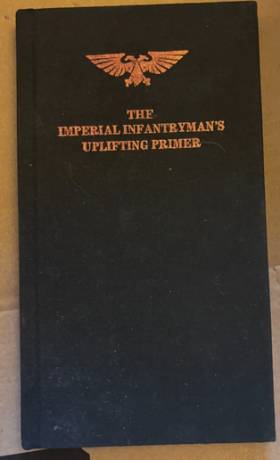 THE
IMPERIAL INFANTRYMAN'S
UPLIFTING PRIMER